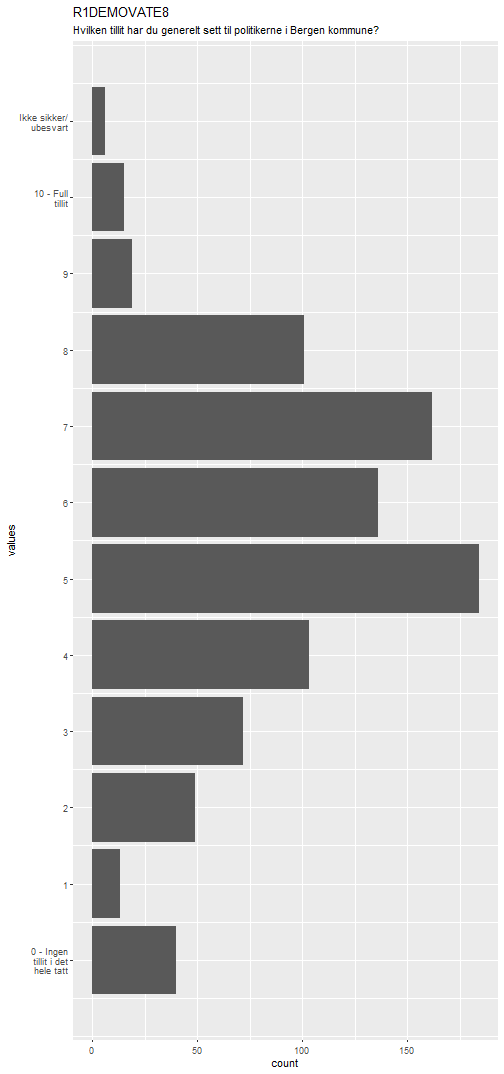 R1DEMOVATE8
Hvilken tillit har du generelt sett til politikerne i Bergen kommune?
Ikke sikker/
ubesvart
10 - Full
tillit
9
8
7
6
values
5
4
3
2
1
0 - Ingen
tillit i det
hele tatt
0
50
100
150
count